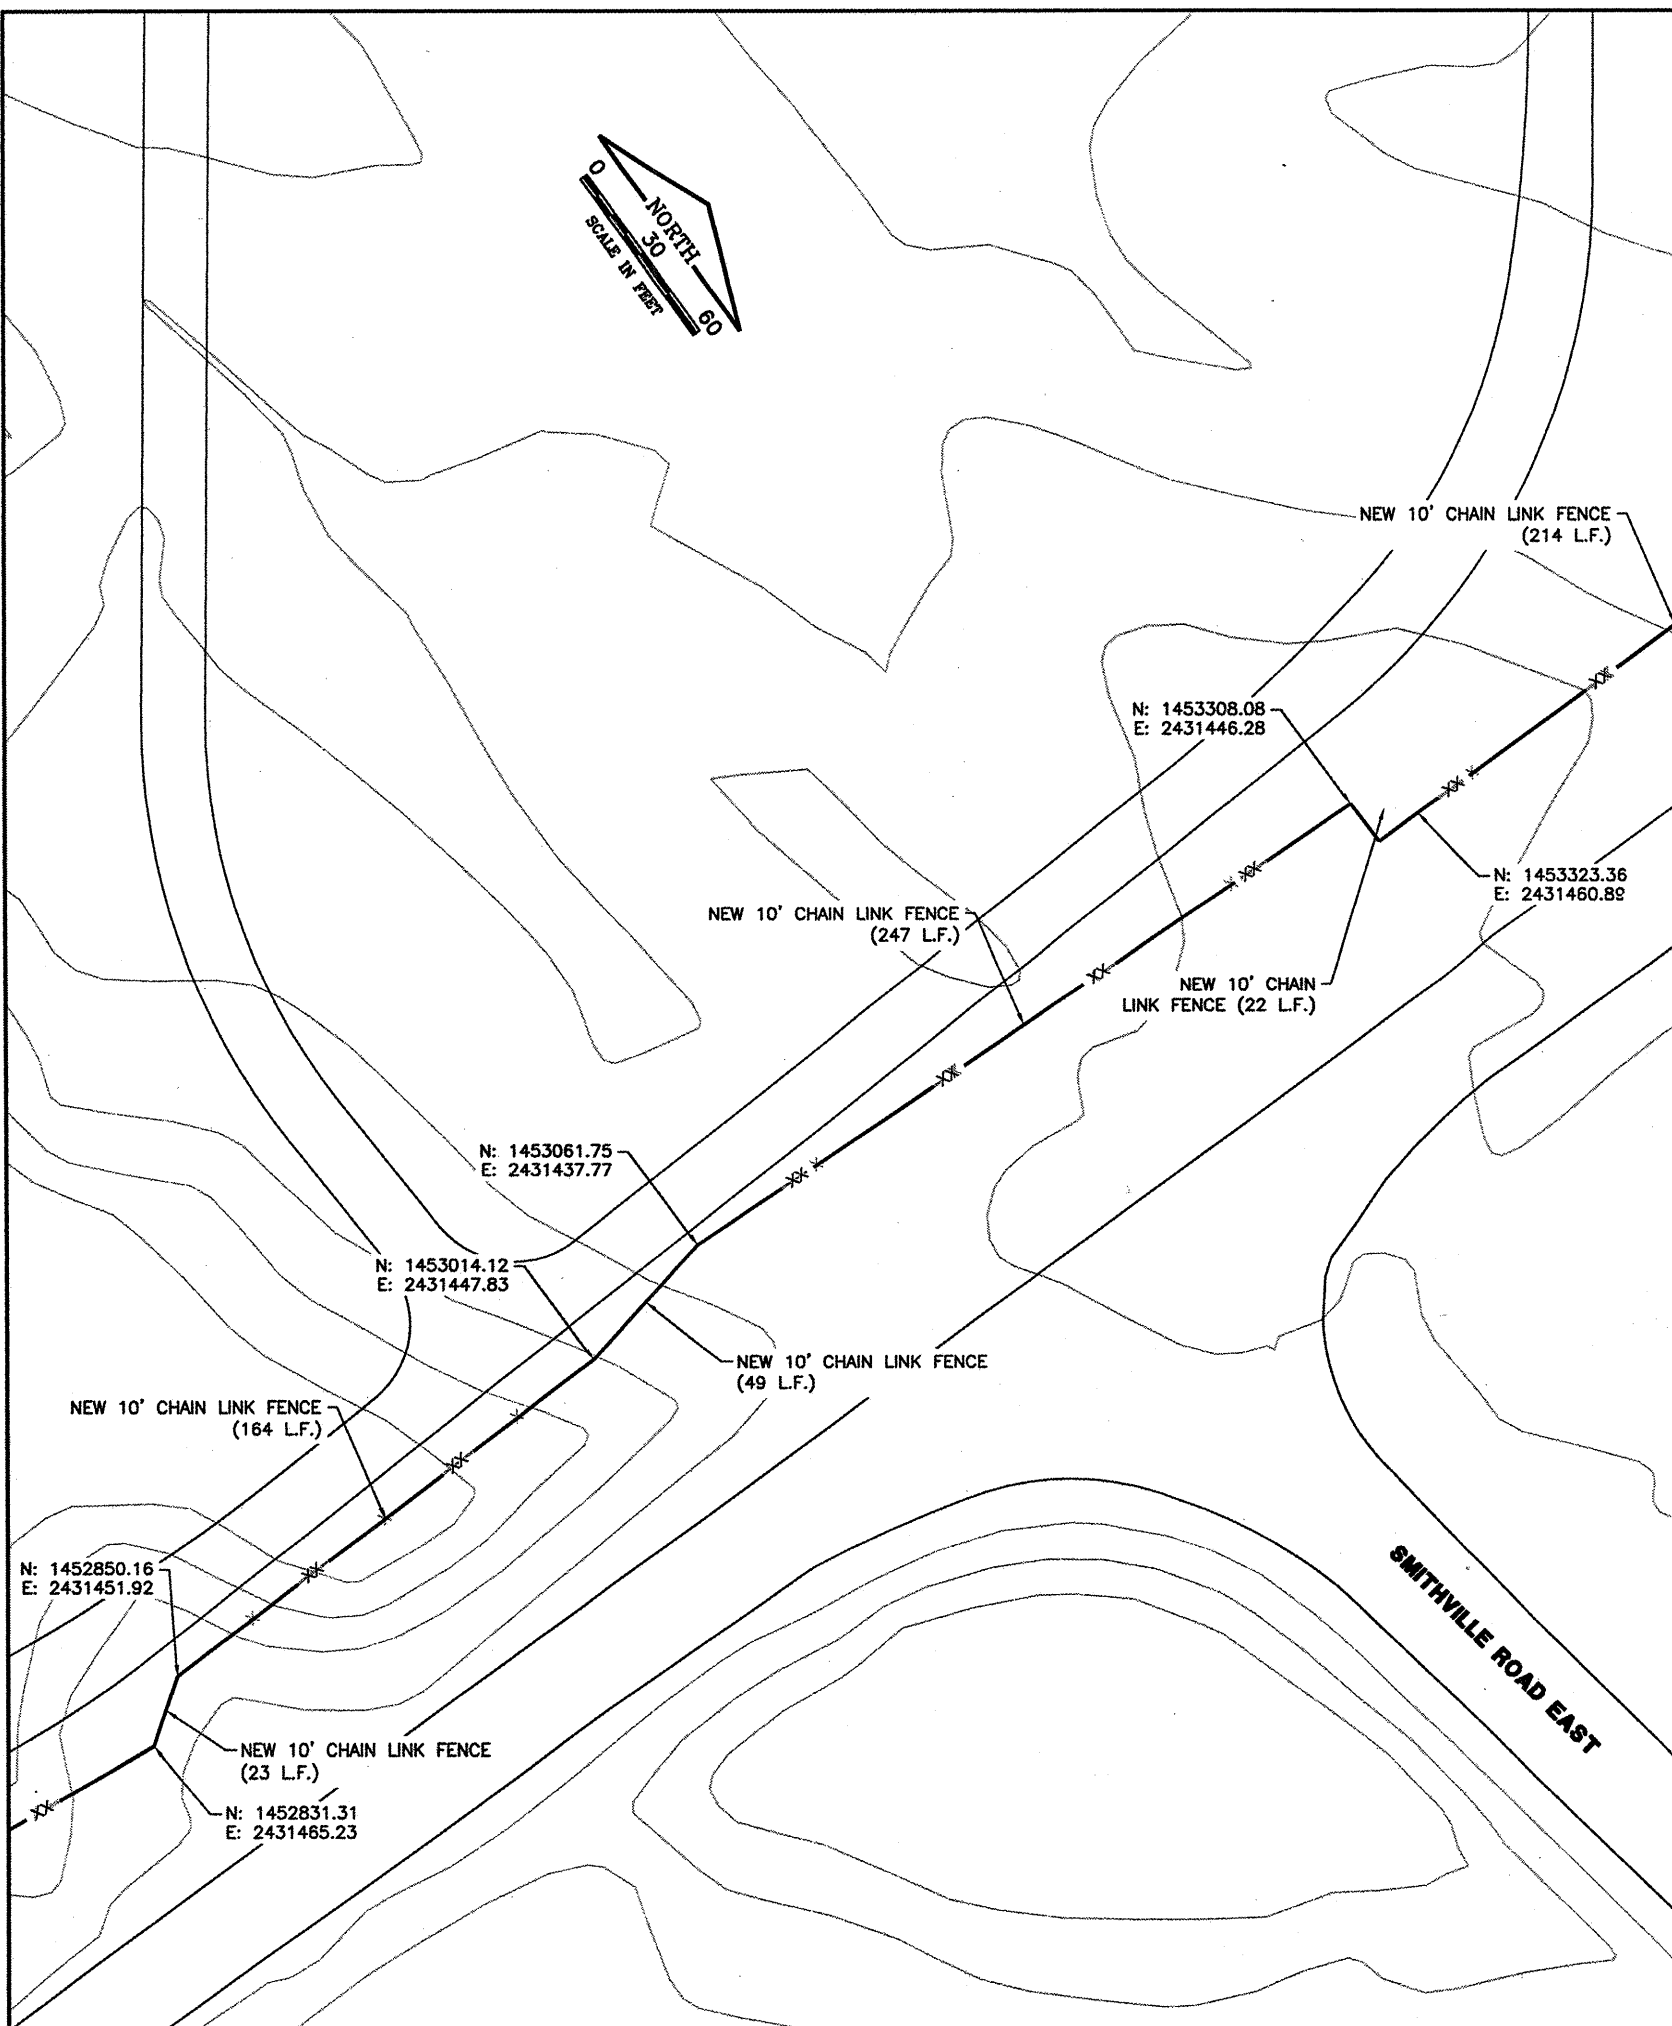 0
NORTH
30
SCALE IN FEET
60
NEW 10' CHAIN LINK FENCE
(214 L.F.)
N: 1453308.08
E: 2431446.28
N: 1453323.36
E: 2431460.89
NEW 10' CHAIN LINK FENCE
(247 L.F.)
NEW 10' CHAIN
LINK FENCE (22 L.F.)
N: 1453061.75
E: 2431437.77
N: 1453014.12
E: 2431447.83
NEW 10' CHAIN LINK FENCE
(49 L.F.)
NEW 10' CHAIN LINK FENCE
(164 L.F.)
N: 1452850.16
E: 2431451.92
SMITHVILLE ROAD EAST
NEW 10' CHAIN LINK FENCE
(23 L.F.)
N: 1452831.31
E: 2431465.23